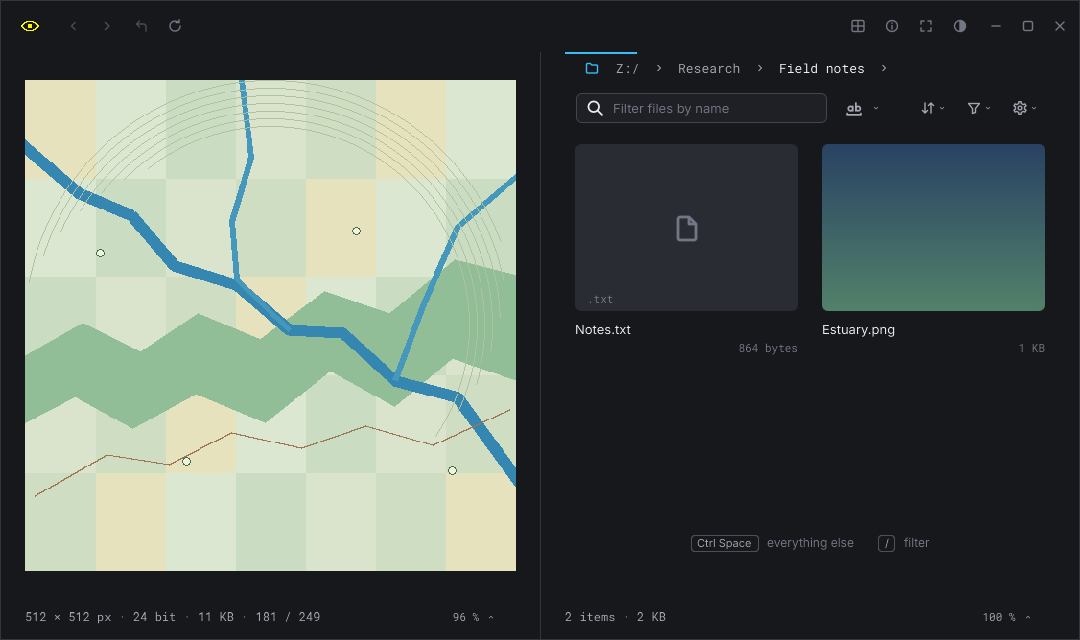 Z:/ › Research › Field notes ›
Filter files by name
ab
.txt
Notes.txt
864 bytes
Estuary.png
1 KB
Ctrl Space everything else / filter
512 × 512 px · 24 bit · 11 KB · 181 / 249
96 %
2 items · 2 KB
100 %